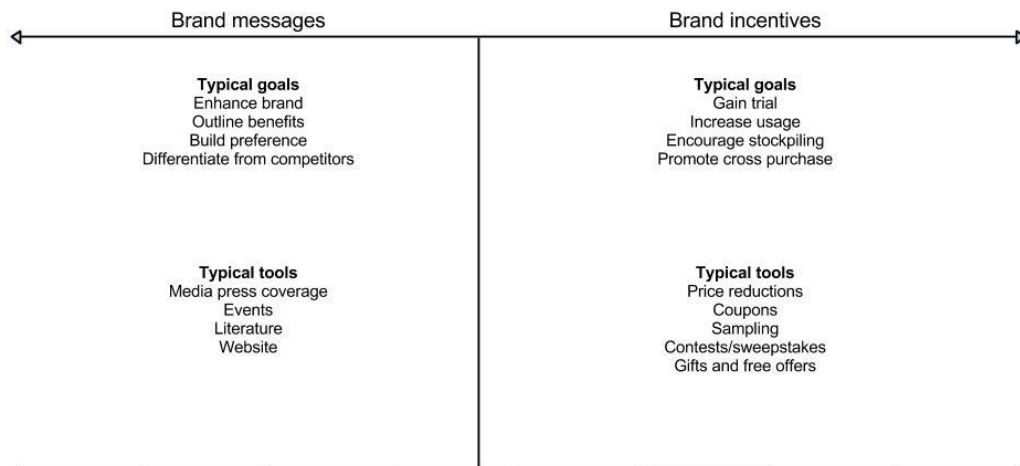 Brand messages
Brand incentives
Typical goals
Enhance brand
Outline benefits
Build preference
Differentiate from competitors
Typical goals
Gain trial
Increase usage
Encourage stockpiling
Promote cross purchase
Typical tools
Media press coverage
Events
Literature
Website
Typical tools
Price reductions
Coupons
Sampling
Contests/sweepstakes
Gifts and free offers